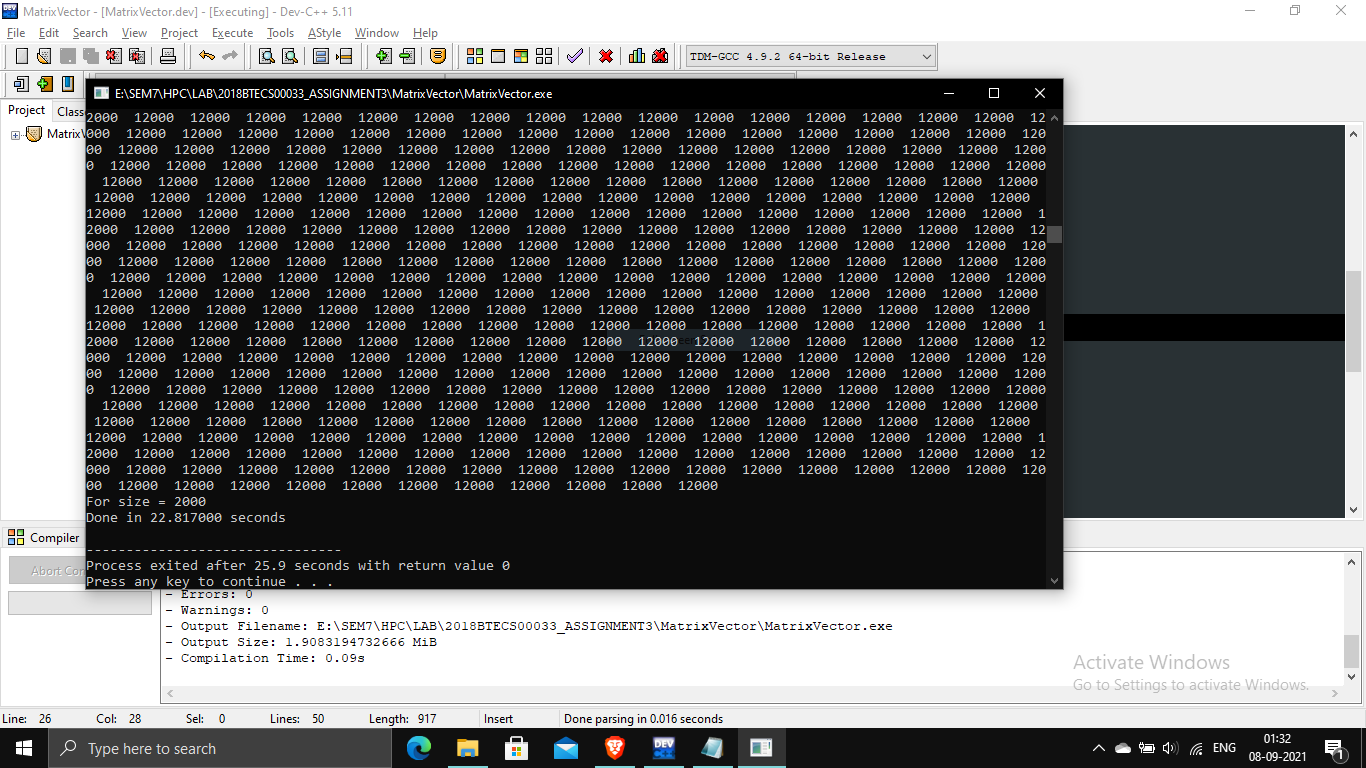 MatrixVector - [MatrixVector.dev] - [Executing] - Dev-C++ 5.11
File Edit Search View Project Execute Tools AStyle Window Help
TDM-GCC 4.9.2 64-bit Release
Project Class
MatrixV
E:\SEM7\HPC\LAB\2018BTECS00033_ASSIGNMENT3\MatrixVector\MatrixVector.exe
2000 12000 12000 12000 12000 12000 12000 12000 12000 12000 12000 12000 12000 12000 12000 12000 12000 12
000 12000 12000 12000 12000 12000 12000 12000 12000 12000 12000 12000 12000 12000 12000 12000 12000 120
00 12000 12000 12000 12000 12000 12000 12000 12000 12000 12000 12000 12000 12000 12000 12000 12000 1200
0 12000 12000 12000 12000 12000 12000 12000 12000 12000 12000 12000 12000 12000 12000 12000 12000 12000
12000 12000 12000 12000 12000 12000 12000 12000 12000 12000 12000 12000 12000 12000 12000 12000 12000
12000 12000 12000 12000 12000 12000 12000 12000 12000 12000 12000 12000 12000 12000 12000 12000 12000
12000 12000 12000 12000 12000 12000 12000 12000 12000 12000 12000 12000 12000 12000 12000 12000 12000 1
2000 12000 12000 12000 12000 12000 12000 12000 12000 12000 12000 12000 12000 12000 12000 12000 12000 12
000 12000 12000 12000 12000 12000 12000 12000 12000 12000 12000 12000 12000 12000 12000 12000 12000 120
00 12000 12000 12000 12000 12000 12000 12000 12000 12000 12000 12000 12000 12000 12000 12000 12000 1200
0 12000 12000 12000 12000 12000 12000 12000 12000 12000 12000 12000 12000 12000 12000 12000 12000 12000
12000 12000 12000 12000 12000 12000 12000 12000 12000 12000 12000 12000 12000 12000 12000 12000 12000
12000 12000 12000 12000 12000 12000 12000 12000 12000 12000 12000 12000 12000 12000 12000 12000 12000
12000 12000 12000 12000 12000 12000 12000 12000 12000 12000 12000 12000 12000 12000 12000 12000 12000 1
2000 12000 12000 12000 12000 12000 12000 12000 12000 12000 12000 12000 12000 12000 12000 12000 12000 12
000 12000 12000 12000 12000 12000 12000 12000 12000 12000 12000 12000 12000 12000 12000 12000 12000 120
00 12000 12000 12000 12000 12000 12000 12000 12000 12000 12000 12000 12000 12000 12000 12000 12000 1200
0 12000 12000 12000 12000 12000 12000 12000 12000 12000 12000 12000 12000 12000 12000 12000 12000 12000
12000 12000 12000 12000 12000 12000 12000 12000 12000 12000 12000 12000 12000 12000 12000 12000 12000
12000 12000 12000 12000 12000 12000 12000 12000 12000 12000 12000 12000 12000 12000 12000 12000 12000
12000 12000 12000 12000 12000 12000 12000 12000 12000 12000 12000 12000 12000 12000 12000 12000 12000 1
2000 12000 12000 12000 12000 12000 12000 12000 12000 12000 12000 12000 12000 12000 12000 12000 12000 12
000 12000 12000 12000 12000 12000 12000 12000 12000 12000 12000 12000 12000 12000 12000 12000 12000 120
00 12000 12000 12000 12000 12000 12000 12000 12000 12000 12000 12000
For size = 2000
Done in 22.817000 seconds
--------------------------------
Process exited after 25.9 seconds with return value 0
Press any key to continue . . .
Compiler
Abort Com
- Errors: 0
- Warnings: 0
- Output Filename: E:\SEM7\HPC\LAB\2018BTECS00033_ASSIGNMENT3\MatrixVector\MatrixVector.exe
- Output Size: 1.9083194732666 MiB
- Compilation Time: 0.09s
Activate Windows
Go to Settings to activate Windows.
Line: 26 Col: 28 Sel: 0 Lines: 50 Length: 917 Insert Done parsing in 0.016 seconds
Type here to search
DEV
ENG
01:32
08-09-2021
1